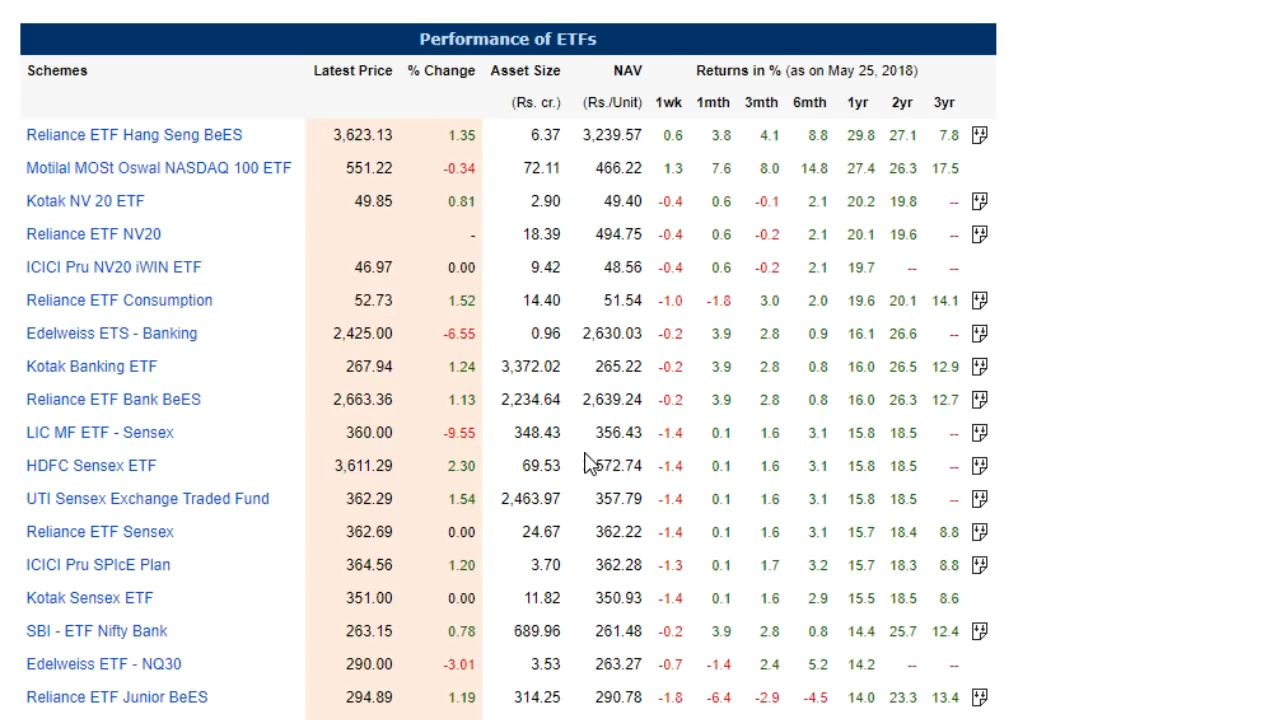 Performance of ETFs
Schemes Latest Price % Change Asset Size NAV Returns in % (as on May 25, 2018)
(Rs. cr.) (Rs./Unit) 1wk 1mth 3mth 6mth 1yr 2yr 3yr
Reliance ETF Hang Seng BeES 3,623.13 1.35 6.37 3,239.57 0.6 3.8 4.1 8.8 29.8 27.1 7.8
Motilal MOSt Oswal NASDAQ 100 ETF 551.22 -0.34 72.11 466.22 1.3 7.6 8.0 14.8 27.4 26.3 17.5
Kotak NV 20 ETF 49.85 0.81 2.90 49.40 -0.4 0.6 -0.1 2.1 20.2 19.8 --
Reliance ETF NV20 - 18.39 494.75 -0.4 0.6 -0.2 2.1 20.1 19.6 --
ICICI Pru NV20 iWIN ETF 46.97 0.00 9.42 48.56 -0.4 0.6 -0.2 2.1 19.7 -- --
Reliance ETF Consumption 52.73 1.52 14.40 51.54 -1.0 -1.8 3.0 2.0 19.6 20.1 14.1
Edelweiss ETS - Banking 2,425.00 -6.55 0.96 2,630.03 -0.2 3.9 2.8 0.9 16.1 26.6 --
Kotak Banking ETF 267.94 1.24 3,372.02 265.22 -0.2 3.9 2.8 0.8 16.0 26.5 12.9
Reliance ETF Bank BeES 2,663.36 1.13 2,234.64 2,639.24 -0.2 3.9 2.8 0.8 16.0 26.3 12.7
LIC MF ETF - Sensex 360.00 -9.55 348.43 356.43 -1.4 0.1 1.6 3.1 15.8 18.5 --
HDFC Sensex ETF 3,611.29 2.30 69.53 572.74 -1.4 0.1 1.6 3.1 15.8 18.5 --
UTI Sensex Exchange Traded Fund 362.29 1.54 2,463.97 357.79 -1.4 0.1 1.6 3.1 15.8 18.5 --
Reliance ETF Sensex 362.69 0.00 24.67 362.22 -1.4 0.1 1.6 3.1 15.7 18.4 8.8
ICICI Pru SPIcE Plan 364.56 1.20 3.70 362.28 -1.3 0.1 1.7 3.2 15.7 18.3 8.8
Kotak Sensex ETF 351.00 0.00 11.82 350.93 -1.4 0.1 1.6 2.9 15.5 18.5 8.6
SBI - ETF Nifty Bank 263.15 0.78 689.96 261.48 -0.2 3.9 2.8 0.8 14.4 25.7 12.4
Edelweiss ETF - NQ30 290.00 -3.01 3.53 263.27 -0.7 -1.4 2.4 5.2 14.2 -- --
Reliance ETF Junior BeES 294.89 1.19 314.25 290.78 -1.8 -6.4 -2.9 -4.5 14.0 23.3 13.4